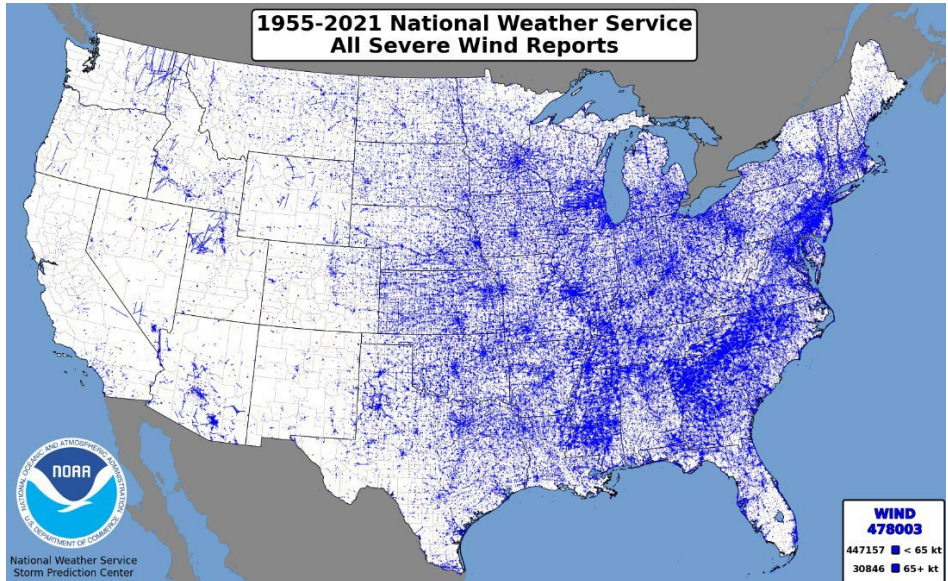 1955-2021 National Weather Service
All Severe Wind Reports
NATIONAL OCEANIC AND ATMOSPHERIC ADMINISTRATION
NOAA
U.S. DEPARTMENT OF COMMERCE
National Weather Service
Storm Prediction Center
WIND
478003
447157 < 65 kt
30846 65+ kt